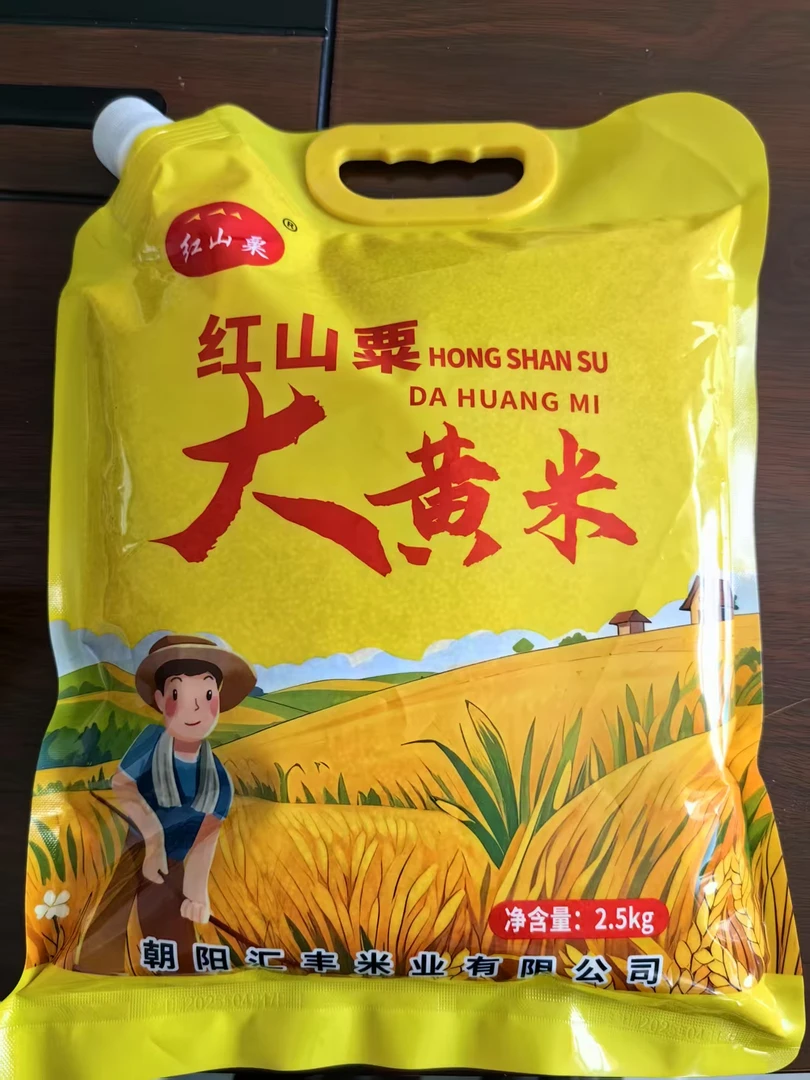 红山粟®
红山粟 HONG SHAN SU
DA HUANG MI
大黄米
净含量：2.5kg
朝阳汇丰米业有限公司